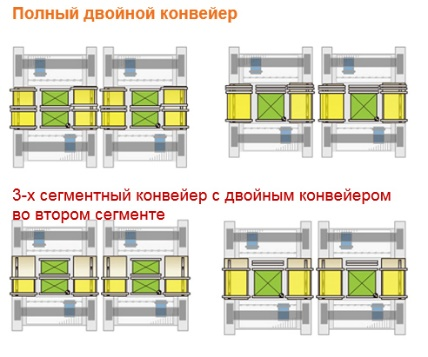 Полный двойной конвейер
3-х сегментный конвейер с двойным конвейером
во втором сегменте